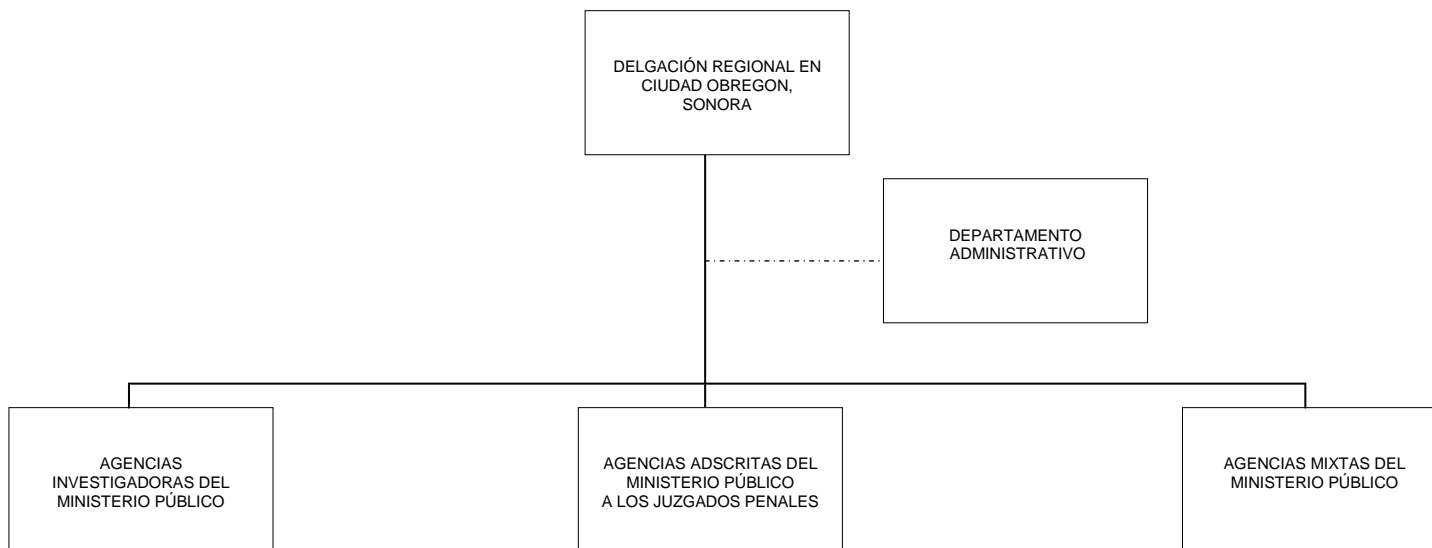 DELGACIÓN REGIONAL EN
CIUDAD OBREGON,
SONORA
DEPARTAMENTO
ADMINISTRATIVO
AGENCIAS
INVESTIGADORAS DEL
MINISTERIO PÚBLICO
AGENCIAS ADSCRITAS DEL
MINISTERIO PÚBLICO
A LOS JUZGADOS PENALES
AGENCIAS MIXTAS DEL
MINISTERIO PÚBLICO